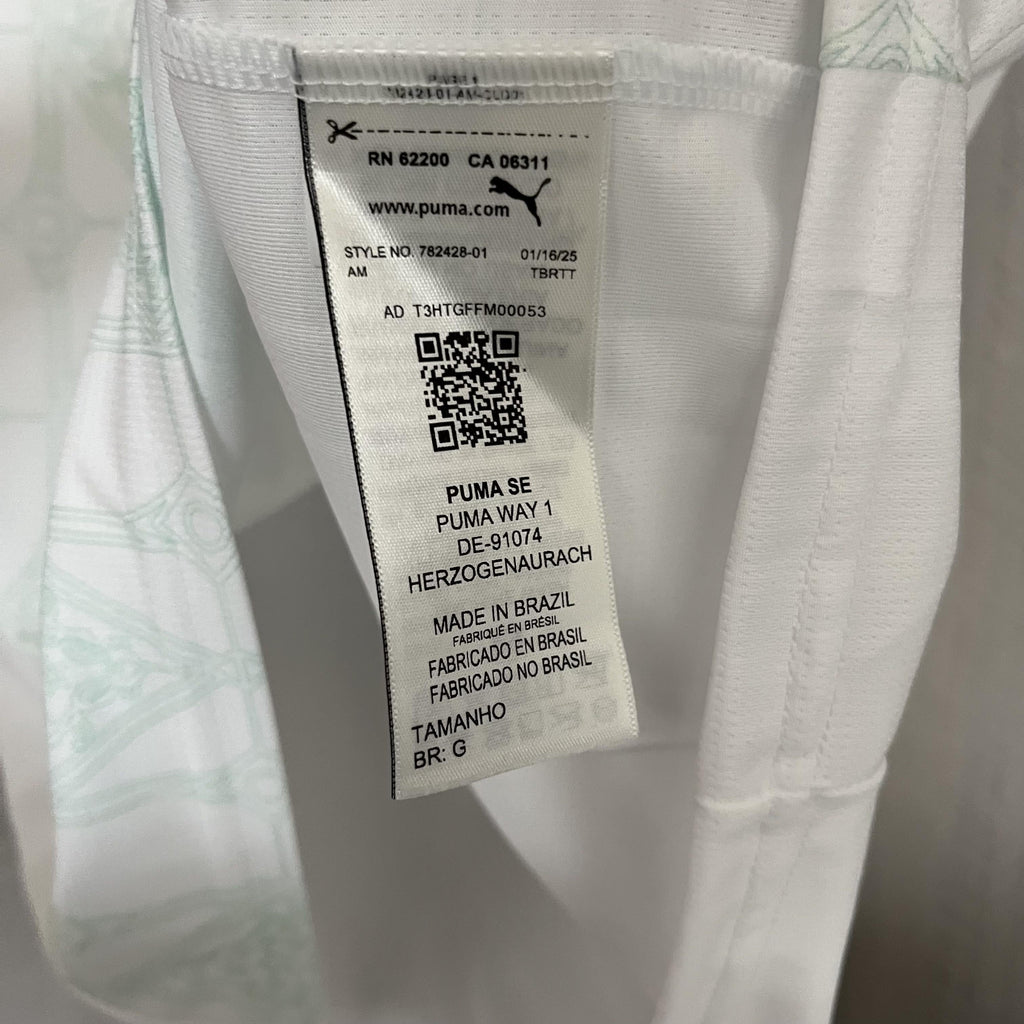 RN 62200 CA 06311
www.puma.com
STYLE NO. 782428-01 01/16/25
AM TBRTT
AD T3HTGFFM00053
PUMA SE
PUMA WAY 1
DE-91074
HERZOGENAURACH
MADE IN BRAZIL
FABRIQUÉ EN BRÉSIL
FABRICADO EN BRASIL
FABRICADO NO BRASIL
TAMANHO
BR: G